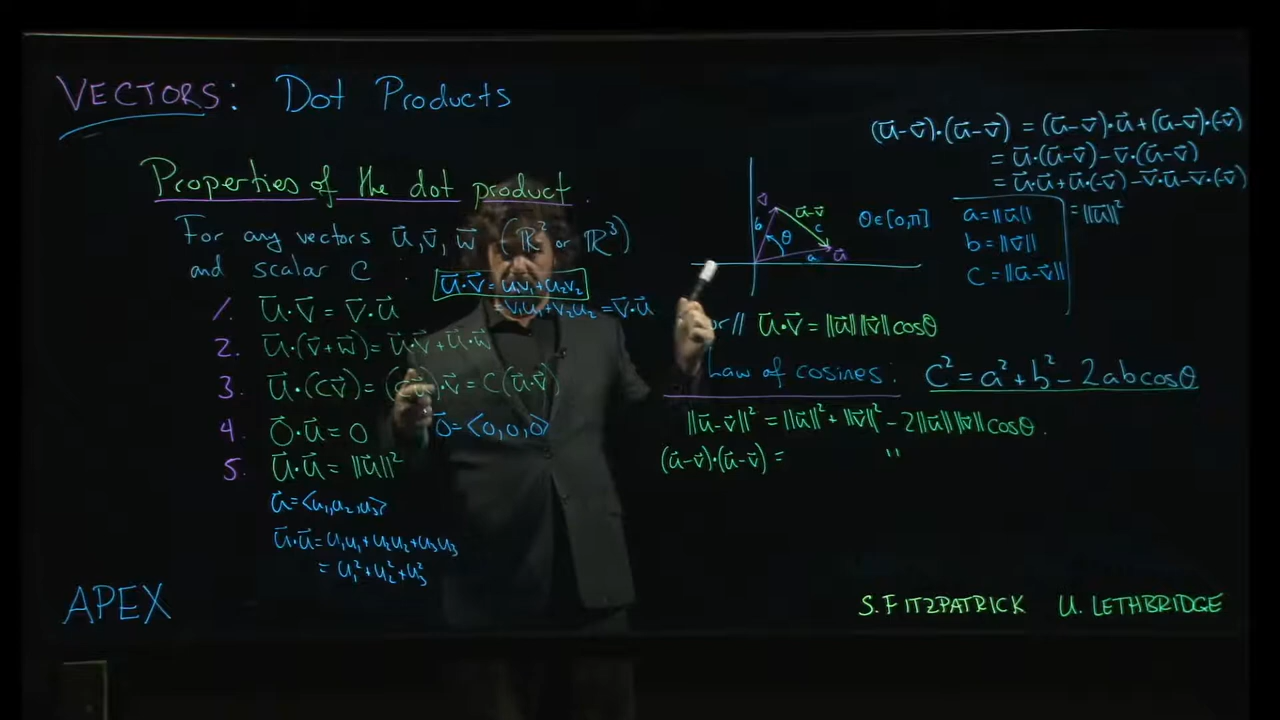 VECTORS: Dot Products
Properties of the dot product.
For any vectors u⃗, v⃗, w⃗ (ℝ² or ℝ³)
and scalar c :
u⃗·v⃗ = u₁v₁+u₂v₂
= v₁u₁+v₂u₂ = v⃗·u⃗
1. u⃗·v⃗ = v⃗·u⃗
2. u⃗·(v⃗+w⃗) = u⃗·v⃗+u⃗·w⃗
3. u⃗·(cv⃗) = (cu⃗)·v⃗ = c(u⃗·v⃗)
4. 0⃗·u⃗ = 0 0⃗ = <0,0,0>
5. u⃗·u⃗ = ‖u⃗‖²
u⃗ = <u₁,u₂,u₃>
u⃗·u⃗ = u₁u₁+u₂u₂+u₃u₃
= u₁²+u₂²+u₃²
(u⃗-v⃗)·(u⃗-v⃗) = (u⃗-v⃗)·u⃗+(u⃗-v⃗)·(-v⃗)
= u⃗·(u⃗-v⃗) - v⃗·(u⃗-v⃗)
= u⃗·u⃗+u⃗·(-v⃗) - v⃗·u⃗-v⃗·(-v⃗)
= ‖u⃗‖²
v⃗ u⃗-v⃗
b c
θ u⃗
a
θ∈[0,π]
a = ‖u⃗‖
b = ‖v⃗‖
c = ‖u⃗-v⃗‖
u⃗·v⃗ = ‖u⃗‖‖v⃗‖cosθ
Law of cosines: c² = a²+b²-2abcosθ
‖u⃗-v⃗‖² = ‖u⃗‖²+‖v⃗‖²-2‖u⃗‖‖v⃗‖cosθ.
(u⃗-v⃗)·(u⃗-v⃗) = "
APEX
S. FITZPATRICK U. LETHBRIDGE